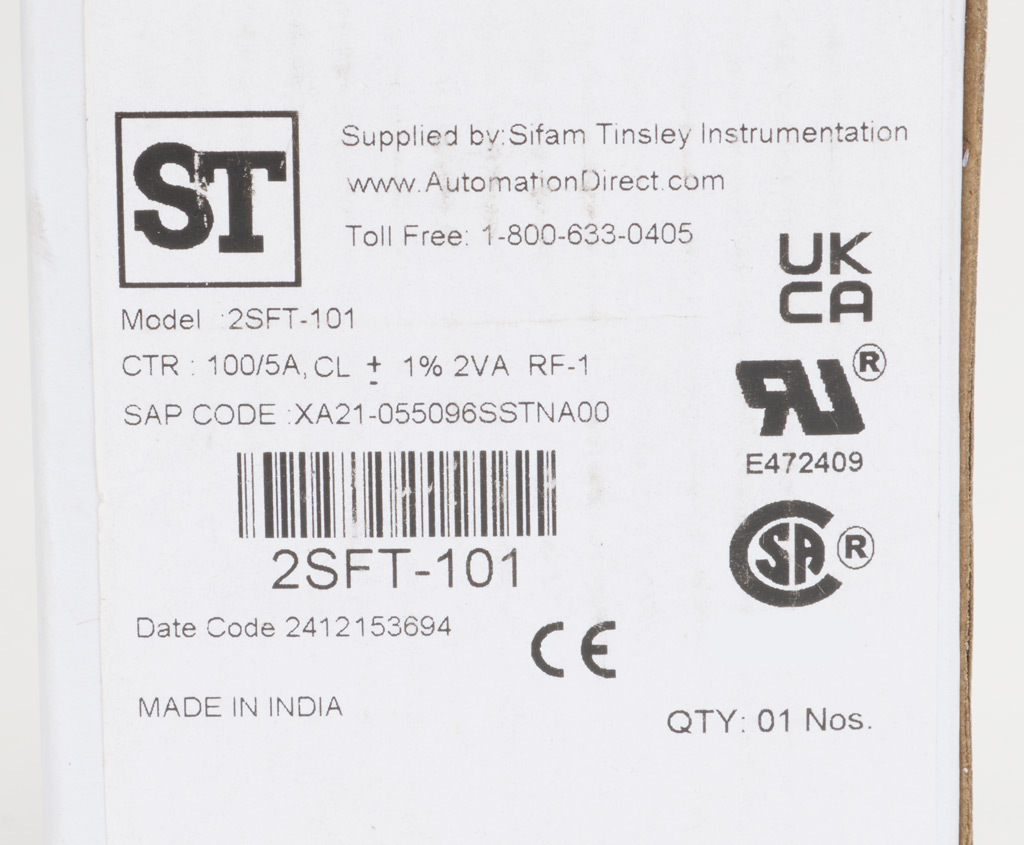 ST
Supplied by:Sifam Tinsley Instrumentation
www.AutomationDirect.com
Toll Free: 1-800-633-0405
UK
CA
Model :2SFT-101
CTR : 100/5A, CL ± 1% 2VA RF-1
SAP CODE :XA21-055096SSTNA00
RU®
E472409
2SFT-101
CSA®
Date Code 2412153694
CE
MADE IN INDIA
QTY: 01 Nos.